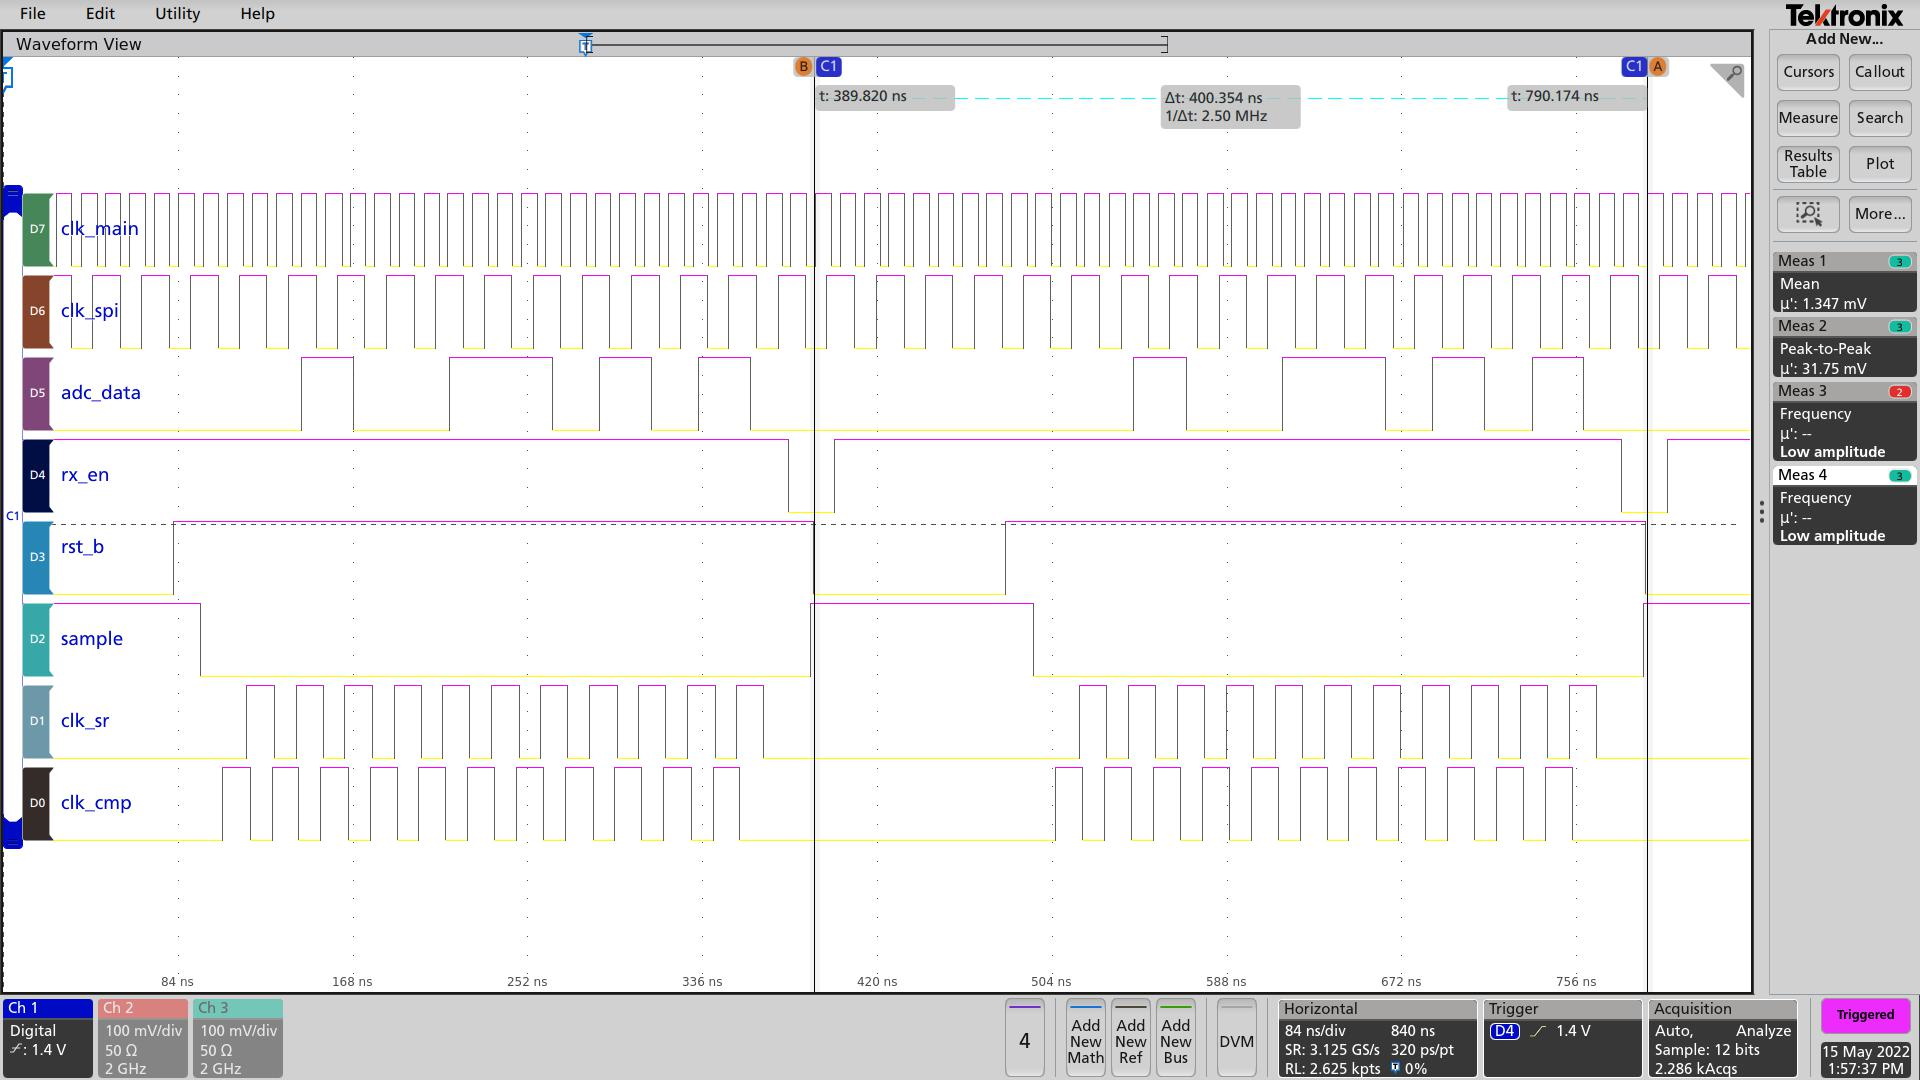 File Edit Utility Help
Tektronix
Waveform View
Add New...
T
B C1
C1 A
Cursors Callout
t: 389.820 ns
Δt: 400.354 ns
1/Δt: 2.50 MHz
t: 790.174 ns
Measure Search
Results Table
Plot
More...
D7 clk_main
D6 clk_spi
D5 adc_data
D4 rx_en
C1
D3 rst_b
D2 sample
D1 clk_sr
D0 clk_cmp
Meas 1 3
Mean
µ': 1.347 mV
Meas 2 3
Peak-to-Peak
µ': 31.75 mV
Meas 3 2
Frequency
µ': --
Low amplitude
Meas 4 3
Frequency
µ': --
Low amplitude
84 ns 168 ns 252 ns 336 ns 420 ns 504 ns 588 ns 672 ns 756 ns
Ch 1
Digital
: 1.4 V
Ch 2
100 mV/div
50 Ω
2 GHz
Ch 3
100 mV/div
50 Ω
2 GHz
4
Add
New
Math
Add
New
Ref
Add
New
Bus
DVM
Horizontal
84 ns/div 840 ns
SR: 3.125 GS/s 320 ps/pt
RL: 2.625 kpts T 0%
Trigger
D4 1.4 V
Acquisition
Auto, Analyze
Sample: 12 bits
2.286 kAcqs
Triggered
15 May 2022
1:57:37 PM